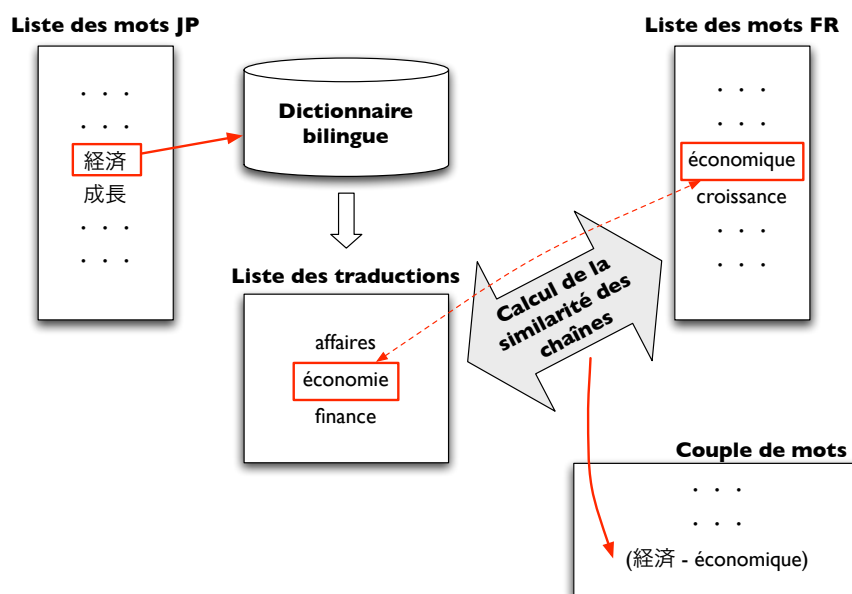 Liste des mots JP
. . .
. . .
経済
成長
. . .
. . .
Dictionnaire
bilingue
Liste des mots FR
. . .
. . .
économique
croissance
. . .
. . .
Liste des traductions
affaires
économie
finance
Calcul de la
similarité des
chaînes
Couple de mots
. . .
. . .
(経済 - économique)